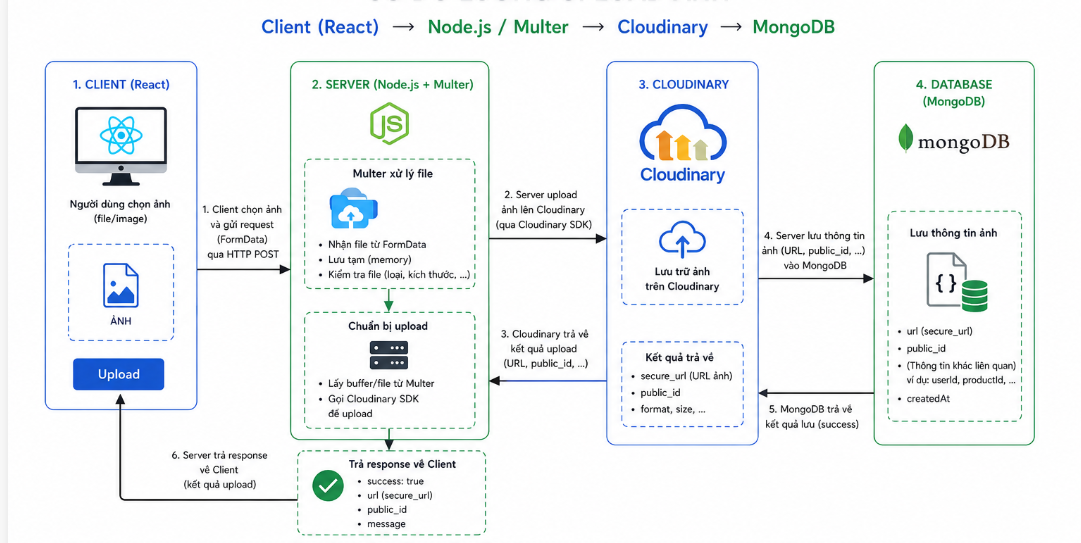 Client (React) → Node.js / Multer → Cloudinary → MongoDB
1. CLIENT (React)
Người dùng chọn ảnh
(file/image)
ẢNH
Upload
1. Client chọn ảnh
và gửi request
(FormData)
qua HTTP POST
2. SERVER (Node.js + Multer)
JS
Multer xử lý file
• Nhận file từ FormData
• Lưu tạm (memory)
• Kiểm tra file (loại, kích thước, ...)
Chuẩn bị upload
• Lấy buffer/file từ Multer
• Gọi Cloudinary SDK
để upload
2. Server upload
ảnh lên Cloudinary
(qua Cloudinary SDK)
3. Cloudinary trả về
kết quả upload
(URL, public_id, ...)
3. CLOUDINARY
Cloudinary
Lưu trữ ảnh
trên Cloudinary
Kết quả trả về
• secure_url (URL ảnh)
• public_id
• format, size, ...
4. Server lưu thông tin
ảnh (URL, public_id, ...)
vào MongoDB
5. MongoDB trả về
kết quả lưu (success)
4. DATABASE
(MongoDB)
mongoDB
Lưu thông tin ảnh
{ }
• url (secure_url)
• public_id
• (Thông tin khác liên quan)
ví dụ: userId, productId, ...
• createdAt
6. Server trả response
về Client
(kết quả upload)
Trả response về Client
• success: true
• url (secure_url)
• public_id
• message